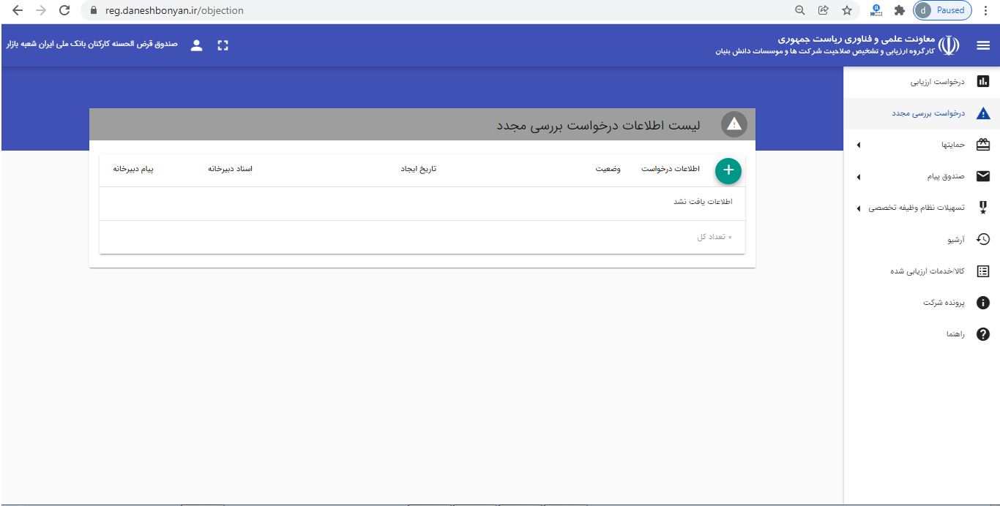 reg.daneshbonyan.ir/objection
d Paused
معاونت علمی و فناوری ریاست جمهوری
کارگروه ارزیابی و تشخیص صلاحیت شرکت ها و موسسات دانش بنیان
صندوق قرض الحسنه کارکنان بانک ملی ایران شعبه بازار
درخواست ارزیابی
درخواست بررسی مجدد
حمایتها
صندوق پیام
تسهیلات نظام وظیفه تخصصی
آرشیو
کالا/خدمات ارزیابی شده
پرونده شرکت
راهنما
لیست اطلاعات درخواست بررسی مجدد
اطلاعات درخواست وضعیت تاریخ ایجاد اسناد دبیرخانه پیام دبیرخانه
اطلاعات یافت نشد
۰ تعداد کل